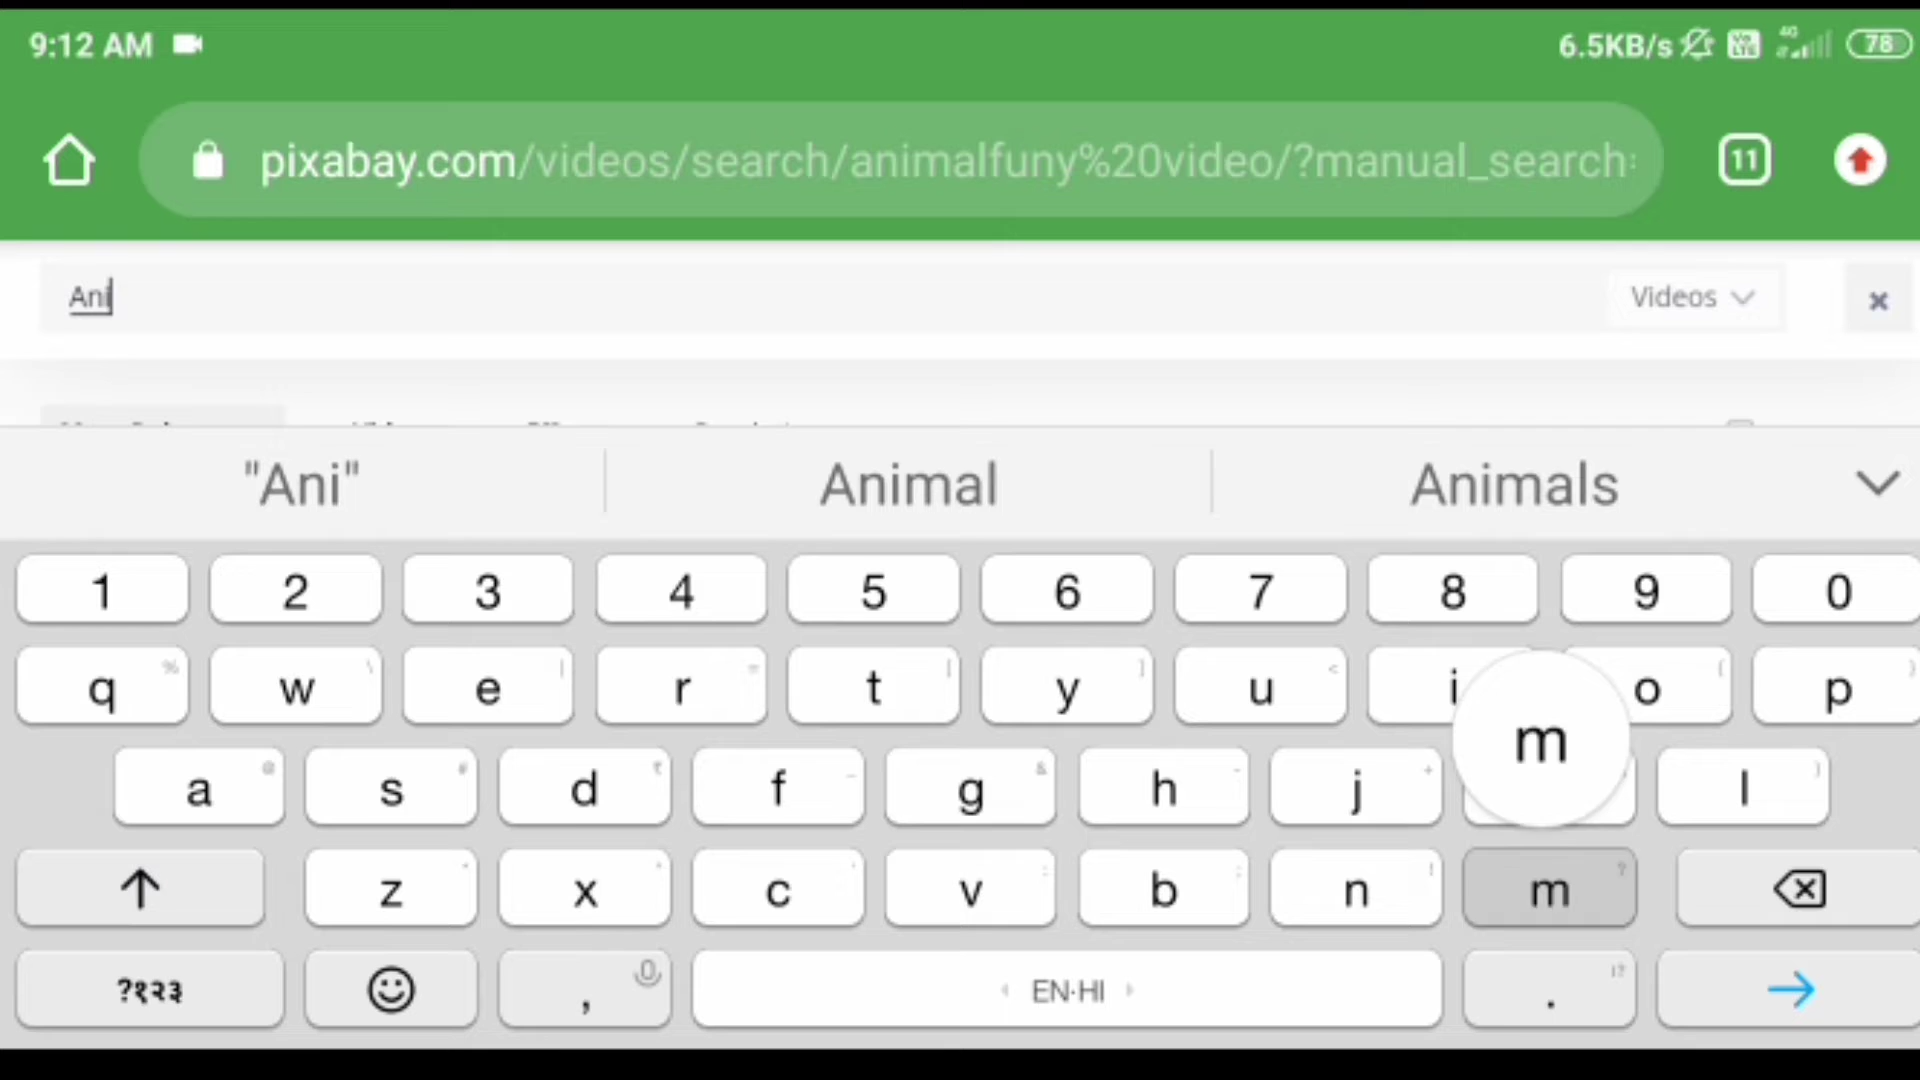 9:12 AM 6.5KB/s 4G 78
pixabay.com/videos/search/animalfuny%20video/?manual_search= 11
Ani Videos
"Ani" Animal Animals
1 2 3 4 5 6 7 8 9 0
q w e r t y u i o p
m
a s d f g h j l
z x c v b n m
?१२३ , EN·HI . !?